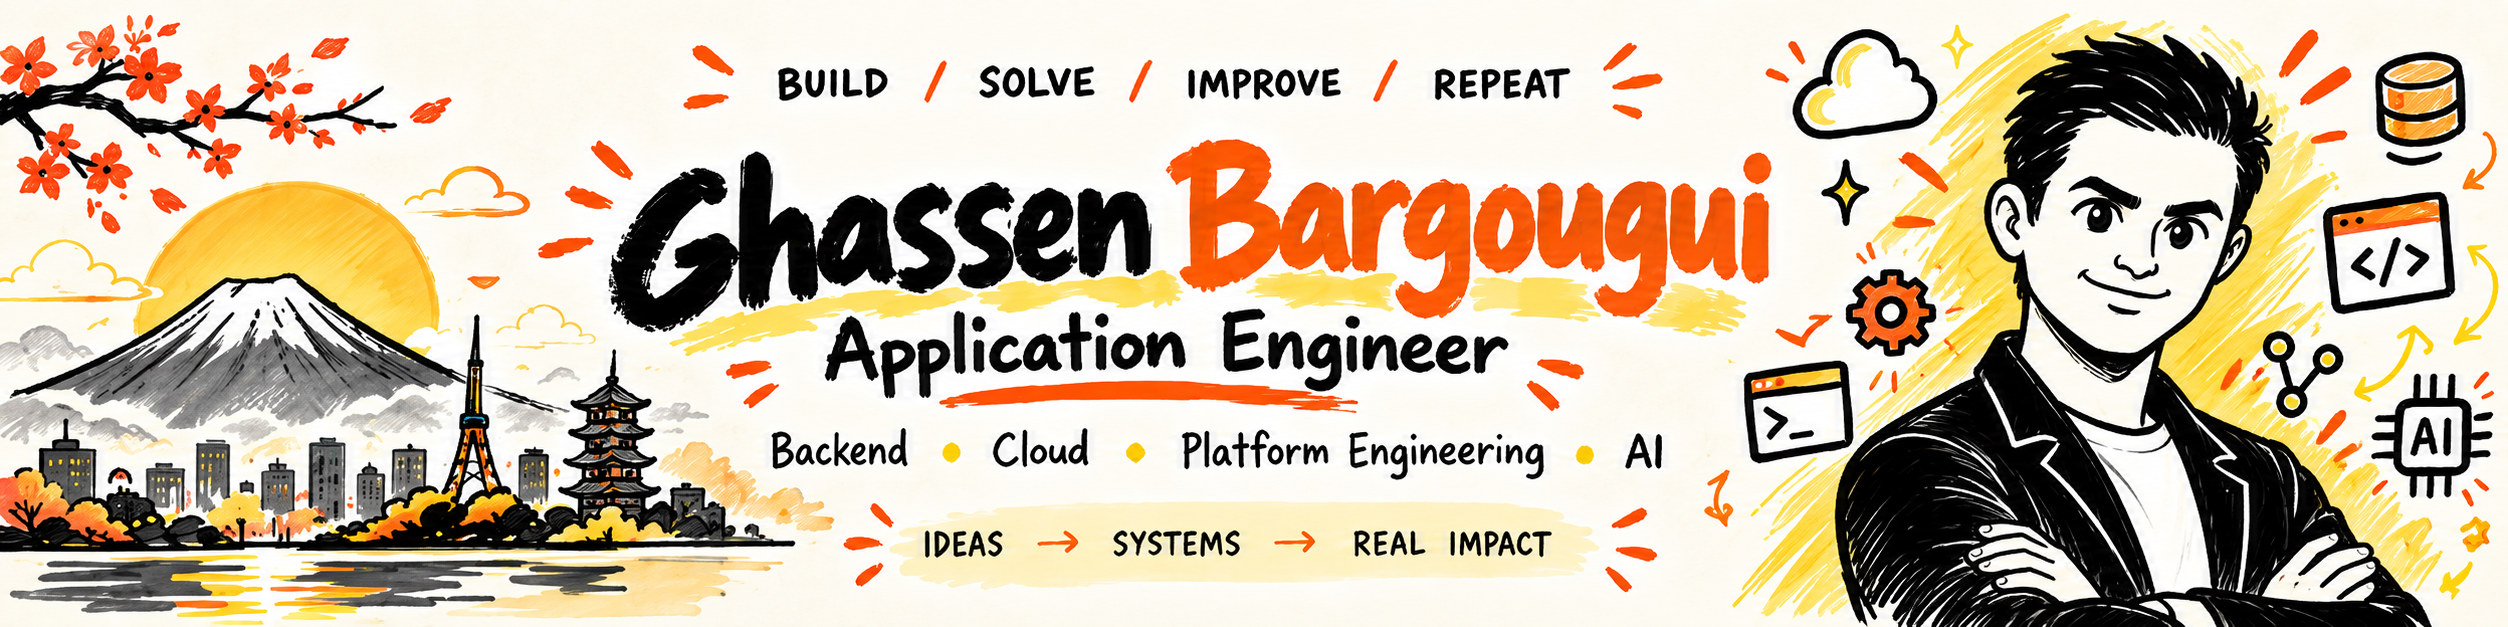 BUILD / SOLVE / IMPROVE / REPEAT
Ghassen Bargougui
Application Engineer
Backend • Cloud • Platform Engineering • AI
IDEAS → SYSTEMS → REAL IMPACT
</>
>_
AI